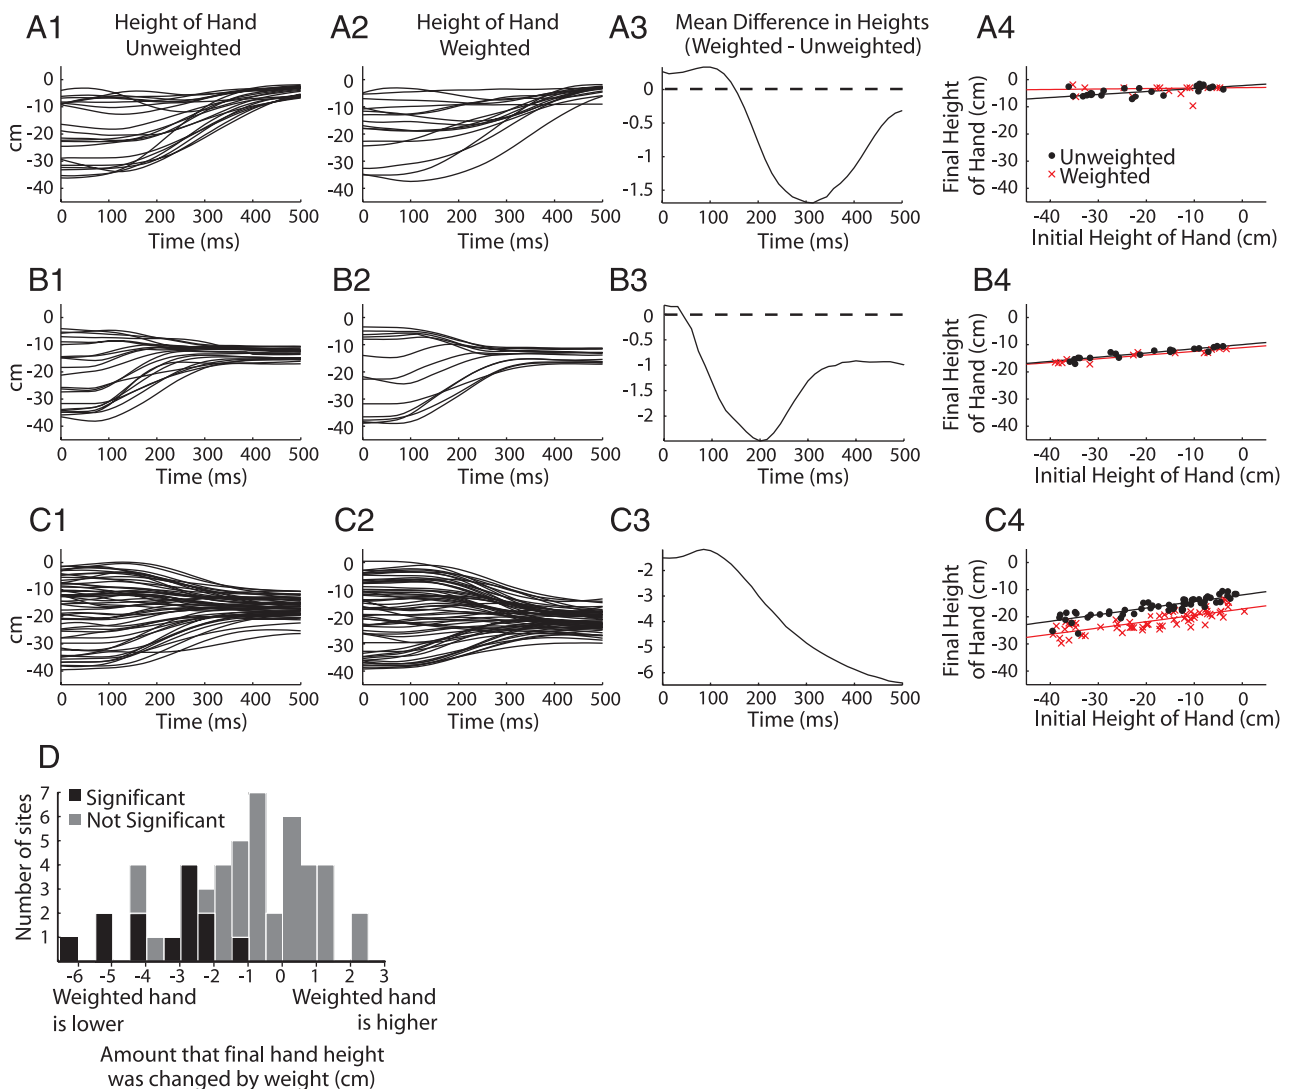 A1
Height of Hand
Unweighted
A2
Height of Hand
Weighted
A3
Mean Difference in Heights
(Weighted - Unweighted)
A4
cm
0
-10
-20
-30
-40
0 100 200 300 400 500
Time (ms)
0
-10
-20
-30
-40
0 100 200 300 400 500
Time (ms)
0
-.5
-1
-1.5
0 100 200 300 400 500
Time (ms)
Final Height
of Hand (cm)
0
-10
-20
-30
-40
Unweighted
Weighted
-40 -30 -20 -10 0
Initial Height of Hand (cm)
B1
B2
B3
B4
cm
0
-10
-20
-30
-40
0 100 200 300 400 500
Time (ms)
0
-10
-20
-30
-40
0 100 200 300 400 500
Time (ms)
0
-.5
-1
-1.5
-2
0 100 200 300 400 500
Time (ms)
Final Height
of Hand (cm)
0
-10
-20
-30
-40
-40 -30 -20 -10 0
Initial Height of Hand (cm)
C1
C2
C3
C4
cm
0
-10
-20
-30
-40
0 100 200 300 400 500
Time (ms)
0
-10
-20
-30
-40
0 100 200 300 400 500
Time (ms)
-2
-3
-4
-5
-6
0 100 200 300 400 500
Time (ms)
Final Height
of Hand (cm)
0
-10
-20
-30
-40
-40 -30 -20 -10 0
Initial Height of Hand (cm)
D
Number of sites
7
6
5
4
3
2
1
Significant
Not Significant
-6 -5 -4 -3 -2 -1 0 1 2 3
Weighted hand
is lower
Weighted hand
is higher
Amount that final hand height
was changed by weight (cm)